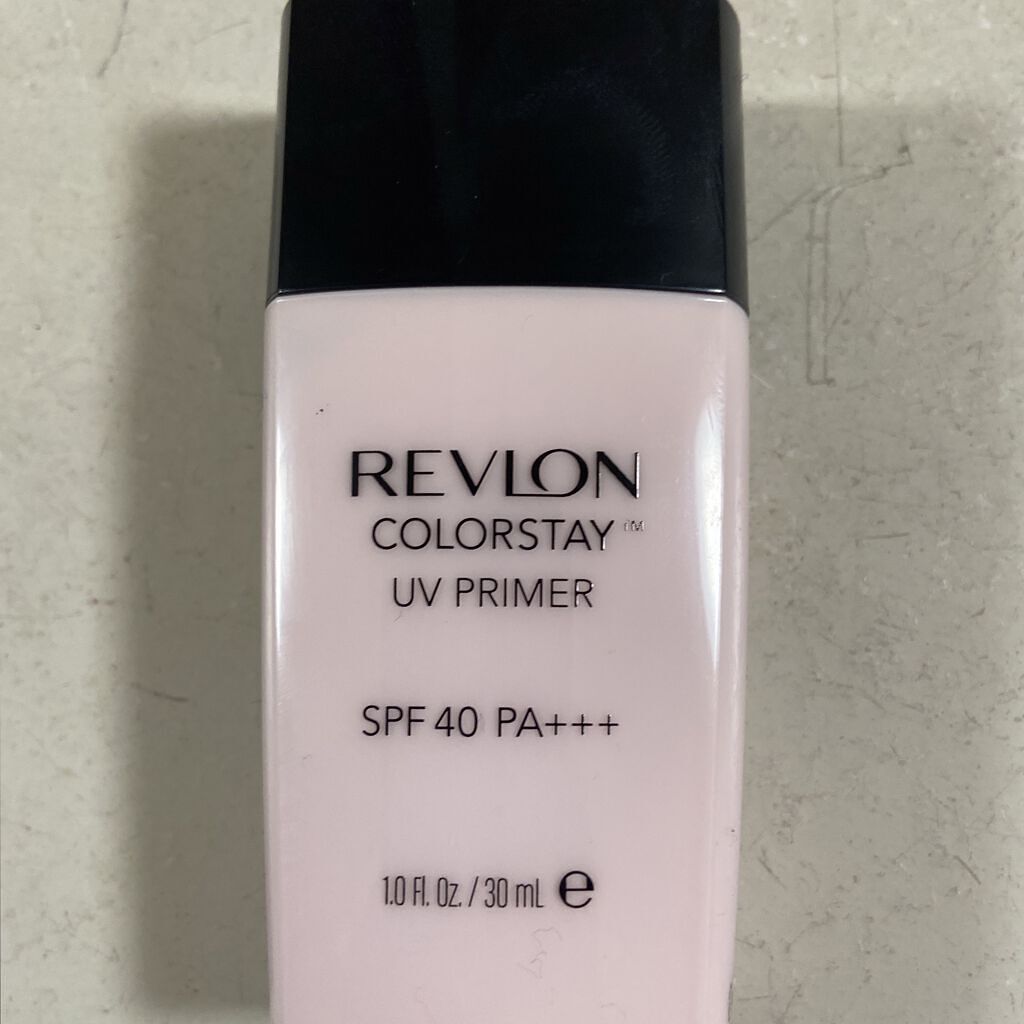 REVLON
COLORSTAY™
UV PRIMER
SPF 40 PA+++
1.0 Fl. Oz. / 30 mL e